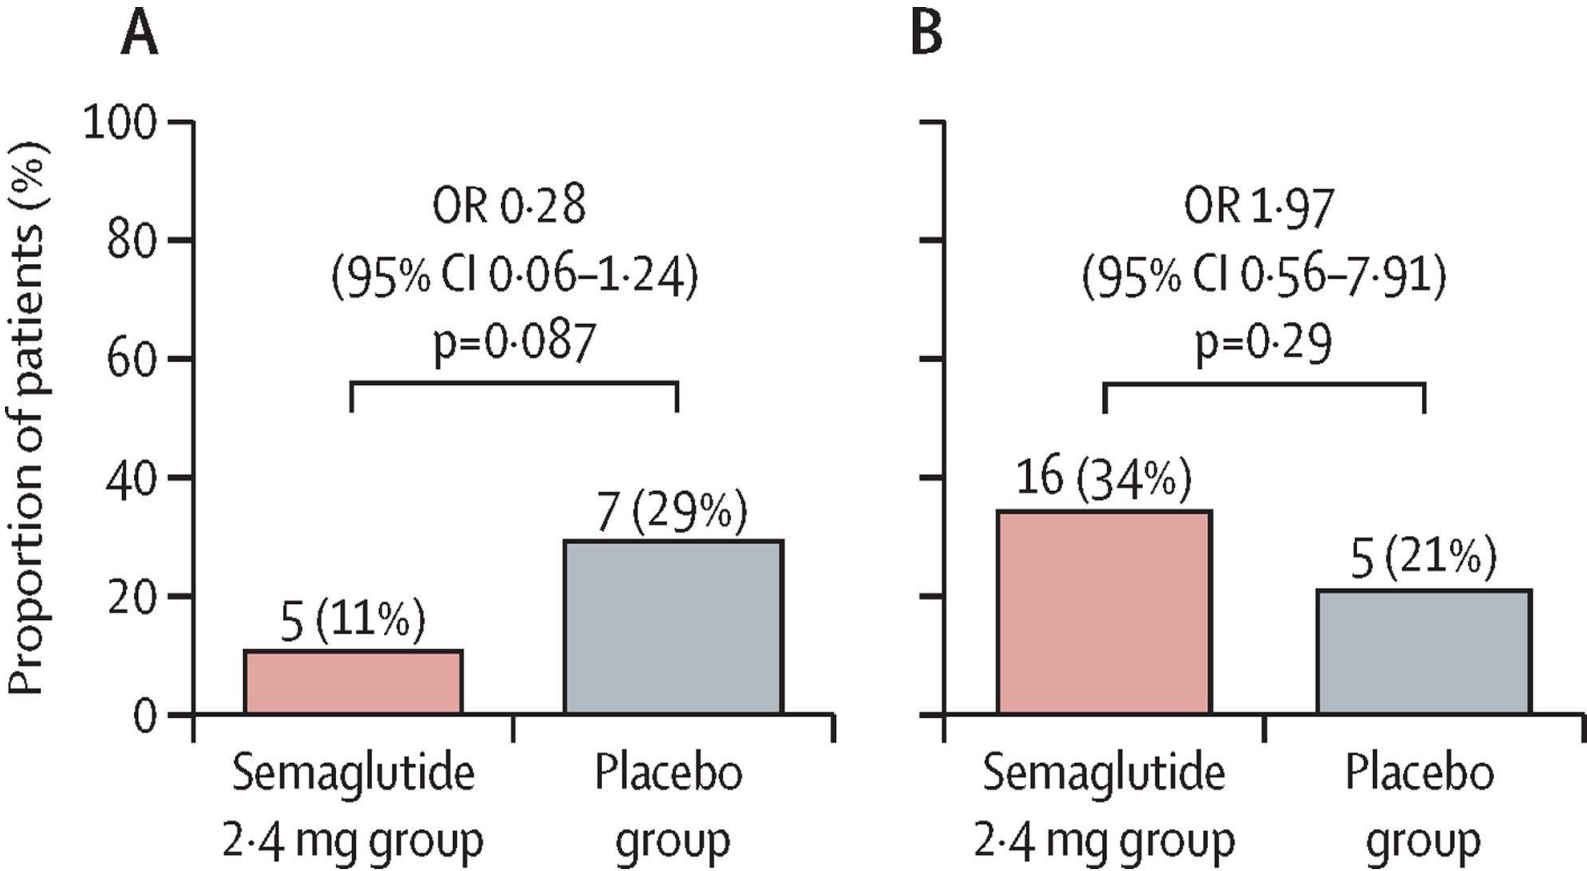 A
Proportion of patients (%)
100
80
60
40
20
0
OR 0·28
(95% CI 0·06–1·24)
p=0·087
5 (11%)
7 (29%)
Semaglutide
2·4 mg group
Placebo
group
B
OR 1·97
(95% CI 0·56–7·91)
p=0·29
16 (34%)
5 (21%)
Semaglutide
2·4 mg group
Placebo
group